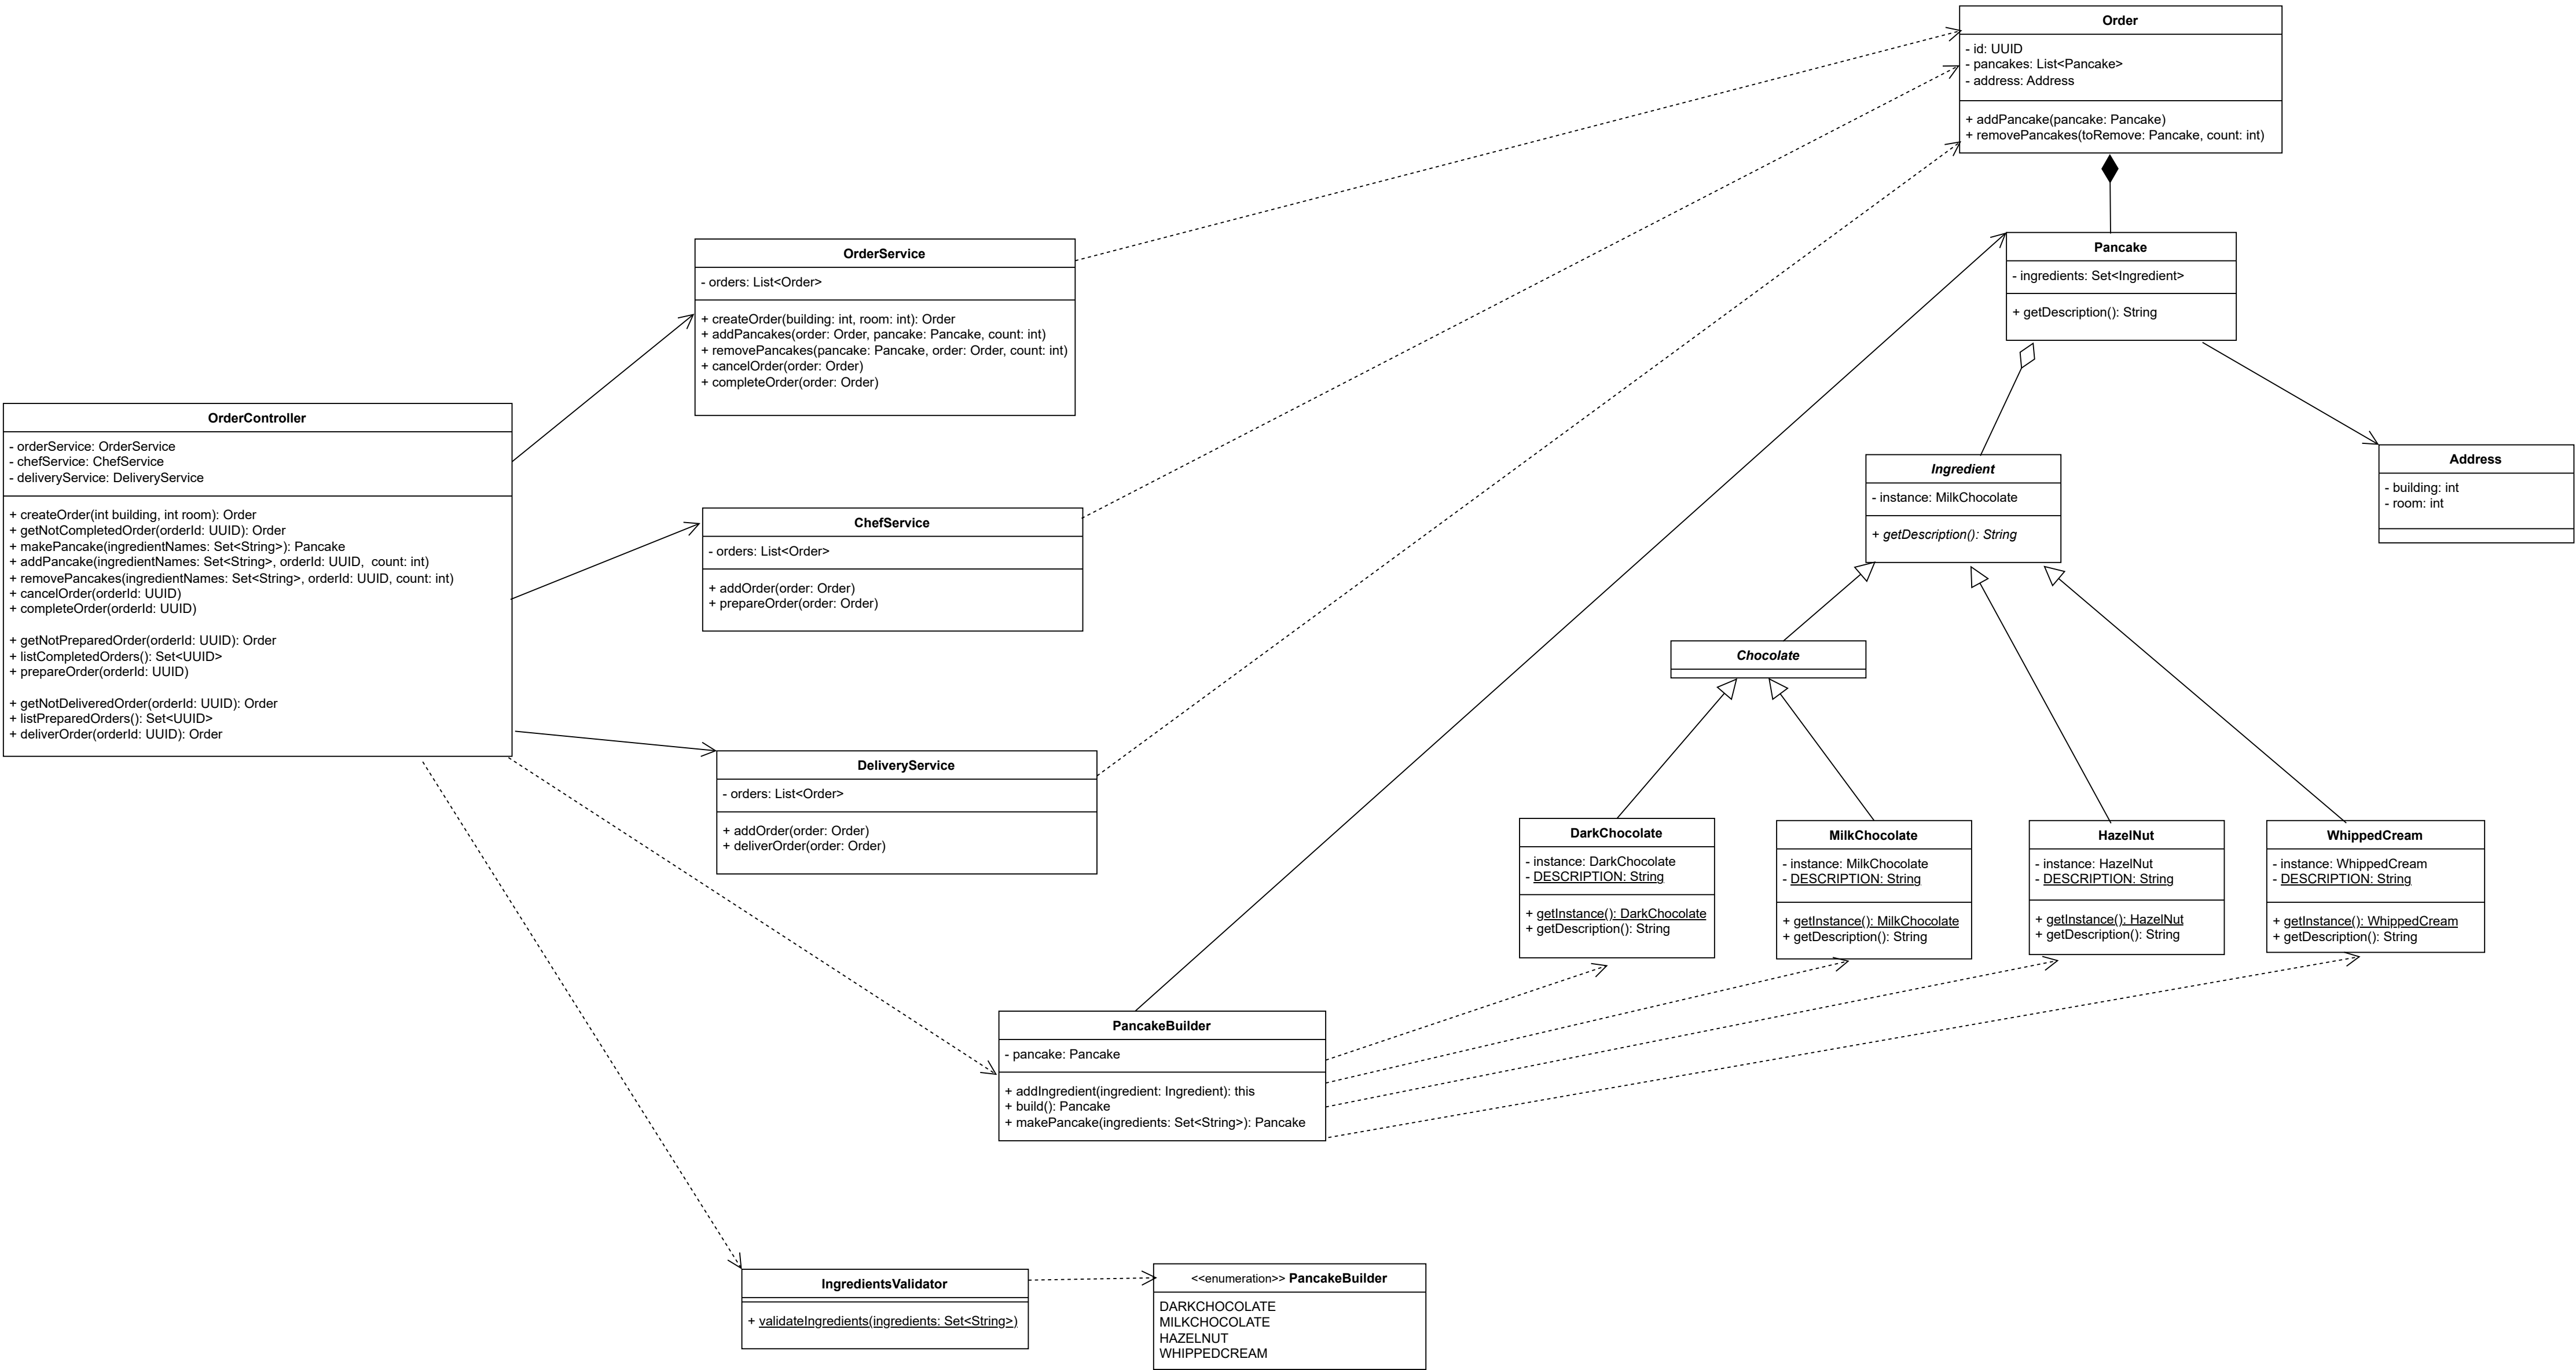 Order
- id: UUID
- pancakes: List<Pancake>
- address: Address
+ addPancake(pancake: Pancake)
+ removePancakes(toRemove: Pancake, count: int)
OrderService
- orders: List<Order>
+ createOrder(building: int, room: int): Order
+ addPancakes(order: Order, pancake: Pancake, count: int)
+ removePancakes(pancake: Pancake, order: Order, count: int)
+ cancelOrder(order: Order)
+ completeOrder(order: Order)
Pancake
- ingredients: Set<Ingredient>
+ getDescription(): String
OrderController
- orderService: OrderService
- chefService: ChefService
- deliveryService: DeliveryService
+ createOrder(int building, int room): Order
+ getNotCompletedOrder(orderId: UUID): Order
+ makePancake(ingredientNames: Set<String>): Pancake
+ addPancake(ingredientNames: Set<String>, orderId: UUID, count: int)
+ removePancakes(ingredientNames: Set<String>, orderId: UUID, count: int)
+ cancelOrder(orderId: UUID)
+ completeOrder(orderId: UUID)
+ getNotPreparedOrder(orderId: UUID): Order
+ listCompletedOrders(): Set<UUID>
+ prepareOrder(orderId: UUID)
+ getNotDeliveredOrder(orderId: UUID): Order
+ listPreparedOrders(): Set<UUID>
+ deliverOrder(orderId: UUID): Order
ChefService
- orders: List<Order>
+ addOrder(order: Order)
+ prepareOrder(order: Order)
Ingredient
- instance: MilkChocolate
+ getDescription(): String
Address
- building: int
- room: int
Chocolate
DeliveryService
- orders: List<Order>
+ addOrder(order: Order)
+ deliverOrder(order: Order)
DarkChocolate
- instance: DarkChocolate
- DESCRIPTION: String
+ getInstance(): DarkChocolate
+ getDescription(): String
MilkChocolate
- instance: MilkChocolate
- DESCRIPTION: String
+ getInstance(): MilkChocolate
+ getDescription(): String
HazelNut
- instance: HazelNut
- DESCRIPTION: String
+ getInstance(): HazelNut
+ getDescription(): String
WhippedCream
- instance: WhippedCream
- DESCRIPTION: String
+ getInstance(): WhippedCream
+ getDescription(): String
PancakeBuilder
- pancake: Pancake
+ addIngredient(ingredient: Ingredient): this
+ build(): Pancake
+ makePancake(ingredients: Set<String>): Pancake
IngredientsValidator
+ validateIngredients(ingredients: Set<String>)
<<enumeration>> PancakeBuilder
DARKCHOCOLATE
MILKCHOCOLATE
HAZELNUT
WHIPPEDCREAM